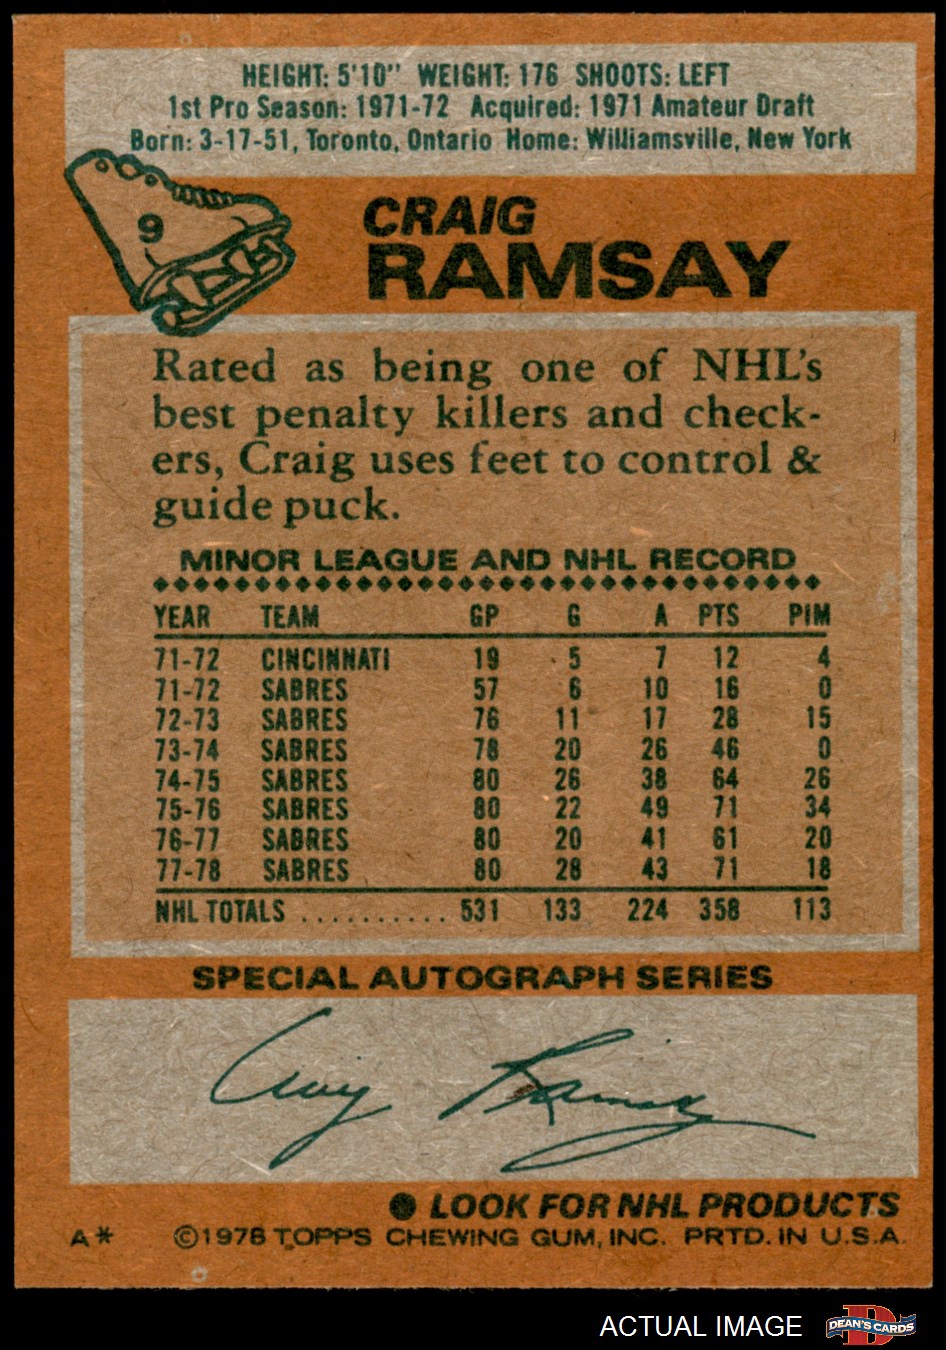 HEIGHT: 5'10" WEIGHT: 176 SHOOTS: LEFT
1st Pro Season: 1971-72 Acquired: 1971 Amateur Draft
Born: 3-17-51, Toronto, Ontario Home: Williamsville, New York
9
CRAIG
RAMSAY
Rated as being one of NHL's
best penalty killers and check-
ers, Craig uses feet to control &
guide puck.
MINOR LEAGUE AND NHL RECORD
YEAR TEAM GP G A PTS PIM
71-72 CINCINNATI 19 5 7 12 4
71-72 SABRES 57 6 10 16 0
72-73 SABRES 76 11 17 28 15
73-74 SABRES 78 20 26 46 0
74-75 SABRES 80 26 38 64 26
75-76 SABRES 80 22 49 71 34
76-77 SABRES 80 20 41 61 20
77-78 SABRES 80 28 43 71 18
NHL TOTALS .......... 531 133 224 358 113
SPECIAL AUTOGRAPH SERIES
Craig Ramsay
● LOOK FOR NHL PRODUCTS
A* ©1978 TOPPS CHEWING GUM, INC. PRTD. IN U.S.A.
ACTUAL IMAGE D DEAN'S CARDS